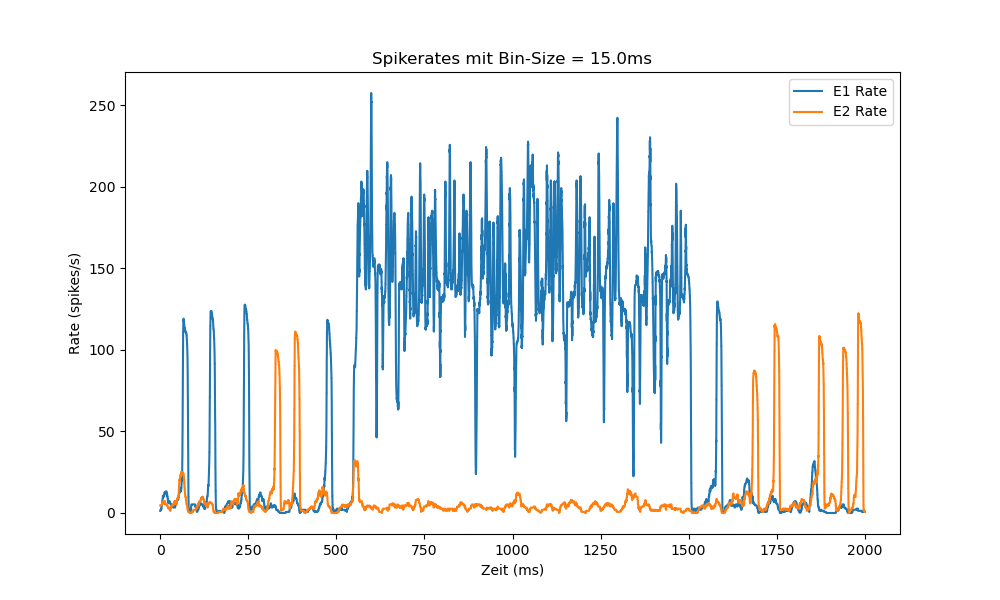 Spikerates mit Bin-Size = 15.0ms
E1 Rate
E2 Rate
Rate (spikes/s)
250
200
150
100
50
0
0 250 500 750 1000 1250 1500 1750 2000
Zeit (ms)